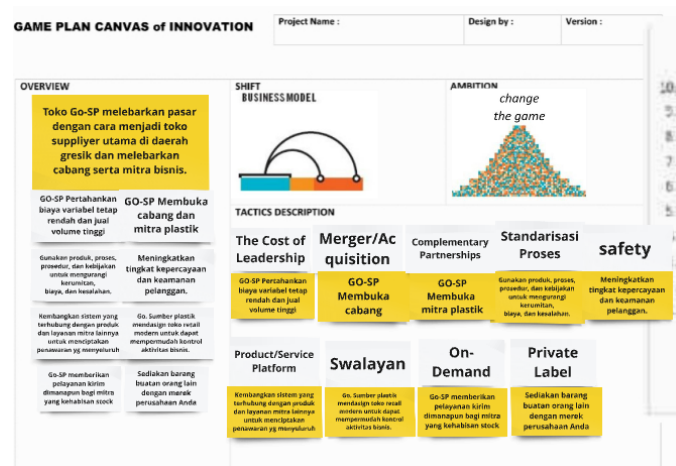 GAME PLAN CANVAS of INNOVATION
Project Name :
Design by :
Version :
OVERVIEW
Toko Go-SP melebarkan pasar
dengan cara menjadi toko
suppliyer utama di daerah
gresik dan melebarkan
cabang serta mitra bisnis.
GO-SP Pertahankan
biaya variabel tetap
rendah dan jual
volume tinggi
GO-SP Membuka
cabang dan
mitra plastik
Gunakan produk, proses,
prosedur, dan kebijakan
untuk mengurangi
kerumitan,
biaya, dan kesalahan.
Meningkatkan
tingkat kepercayaan
dan keamanan
pelanggan.
Kembangkan sistem yang
terhubung dengan produk
dan layanan mitra lainnya
untuk menciptakan
penawaran yg menyeluruh
Go. Sumber plastik
mendasign toko retail
modern untuk dapat
mempermudah kontrol
aktivitas bisnis.
Go-SP memberikan
pelayanan kirim
dimanapun bagi mitra
yang kehabisan stock
Sediakan barang
buatan orang lain
dengan merek
perusahaan Anda
SHIFT
BUSINESS MODEL
AMBITION
change
the game
TACTICS DESCRIPTION
The Cost of
Leadership
GO-SP Pertahankan
biaya variabel tetap
rendah dan jual
volume tinggi
Merger/Ac
quisition
GO-SP
Membuka
cabang
Complementary
Partnerships
GO-SP
Membuka
mitra plastik
Standarisasi
Proses
Gunakan produk, proses,
prosedur, dan kebijakan
untuk mengurangi
kerumitan,
biaya, dan kesalahan.
safety
Meningkatkan
tingkat kepercayaan
dan keamanan
pelanggan.
Product/Service
Platform
Kembangkan sistem yang
terhubung dengan produk
dan layanan mitra lainnya
untuk menciptakan
penawaran yg menyeluruh
Swalayan
Go. Sumber plastik
mendasign toko retail
modern untuk dapat
mempermudah kontrol
aktivitas bisnis.
On-
Demand
Go-SP memberikan
pelayanan kirim
dimanapun bagi mitra
yang kehabisan stock
Private
Label
Sediakan barang
buatan orang lain
dengan merek
perusahaan Anda
10
9
8
7
6